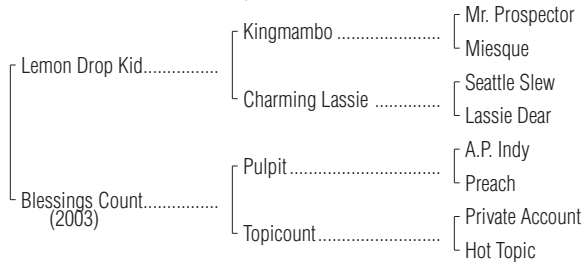 Mr. Prospector
Kingmambo ......................
Miesque
Lemon Drop Kid................
Seattle Slew
Charming Lassie ..............
Lassie Dear
A.P. Indy
Pulpit................................
Preach
Blessings Count................
(2003)
Private Account
Topicount..........................
Hot Topic